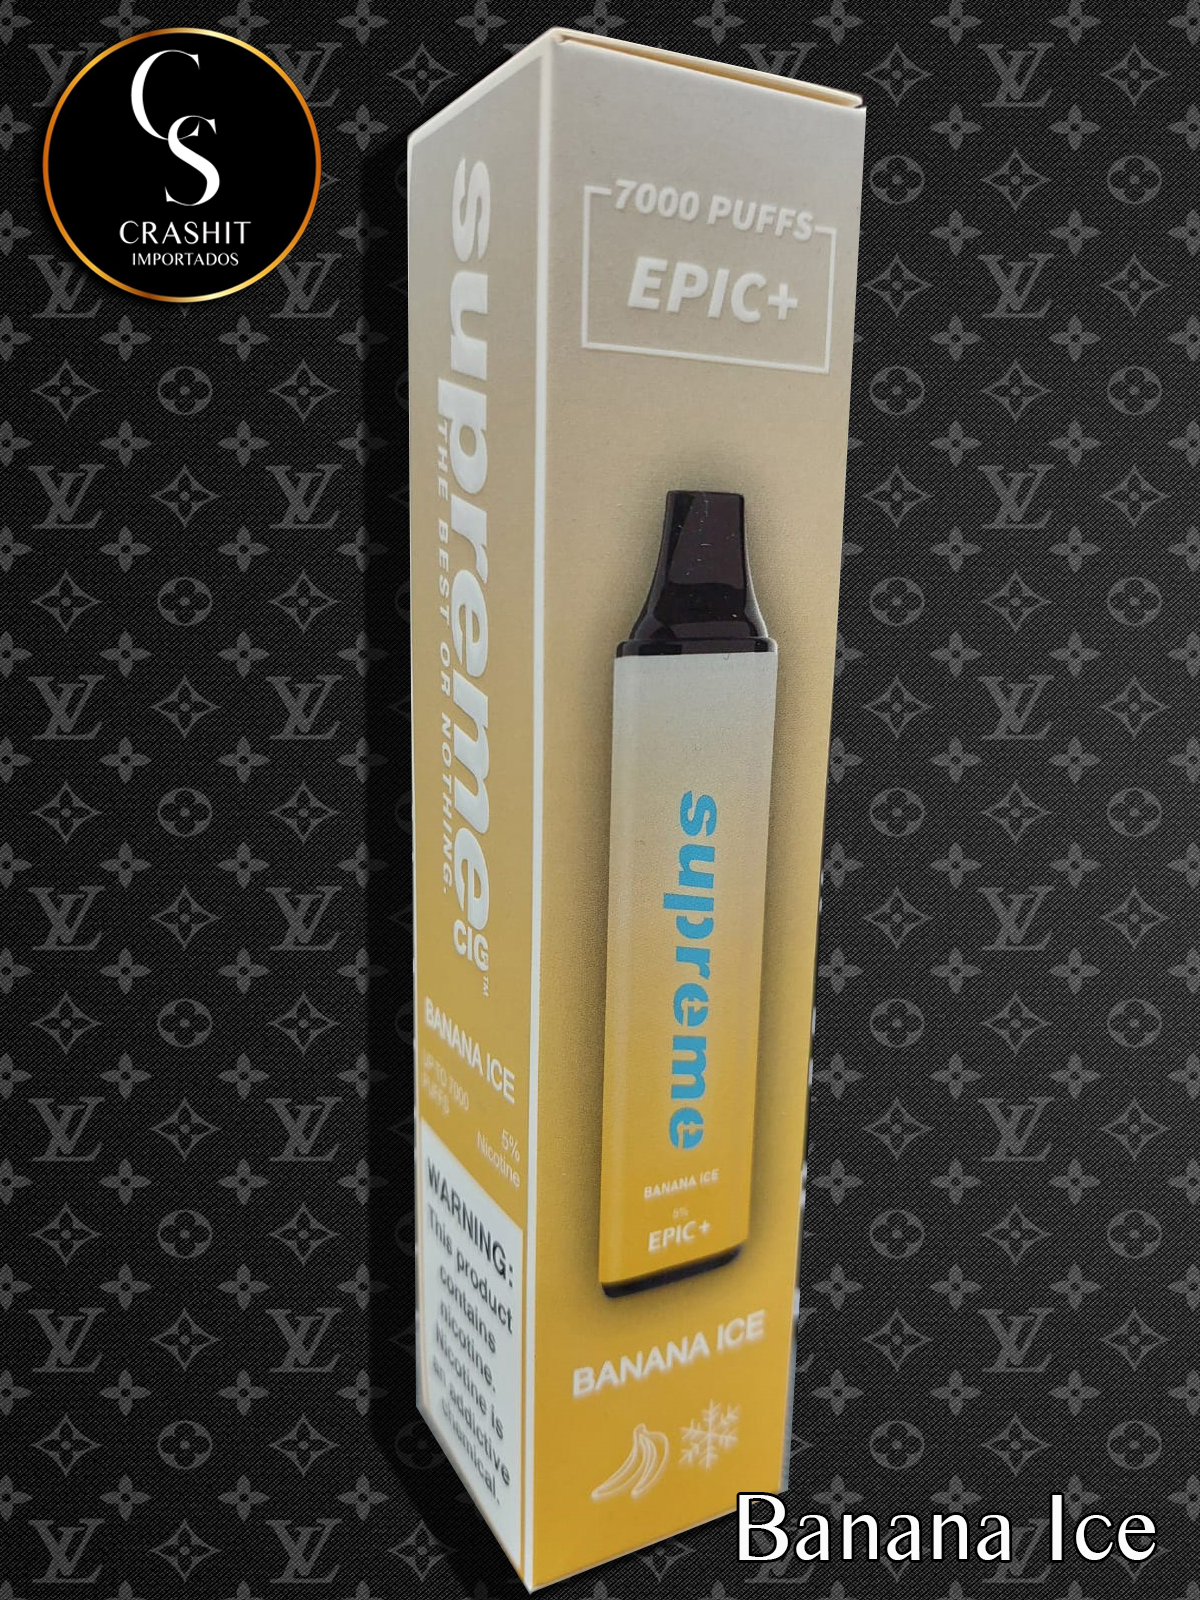 CS
CRASHIT
IMPORTADOS
7000 PUFFS
EPIC+
supreme
CIG™
THE BEST OR NOTHING.
BANANA ICE
UP TO 7000
PUFFS
5%
Nicotine
WARNING:
This product
contains
nicotine.
Nicotine is
an addictive
chemical.
supreme
BANANA ICE
5%
EPIC+
BANANA ICE
Banana Ice